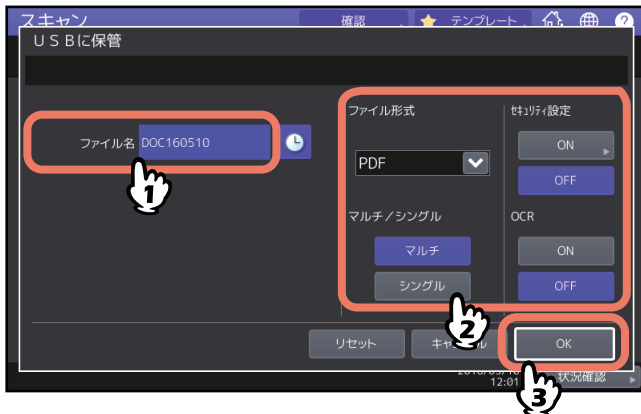 スキャン 確認 テンプレート ?
USBに保管
ファイル形式 ｾｷｭﾘﾃｨ設定
ファイル名 DOC160510 ON
PDF OFF
1
マルチ／シングル OCR
マルチ ON
シングル OFF
2
リセット OK
12:01 状況確認
3